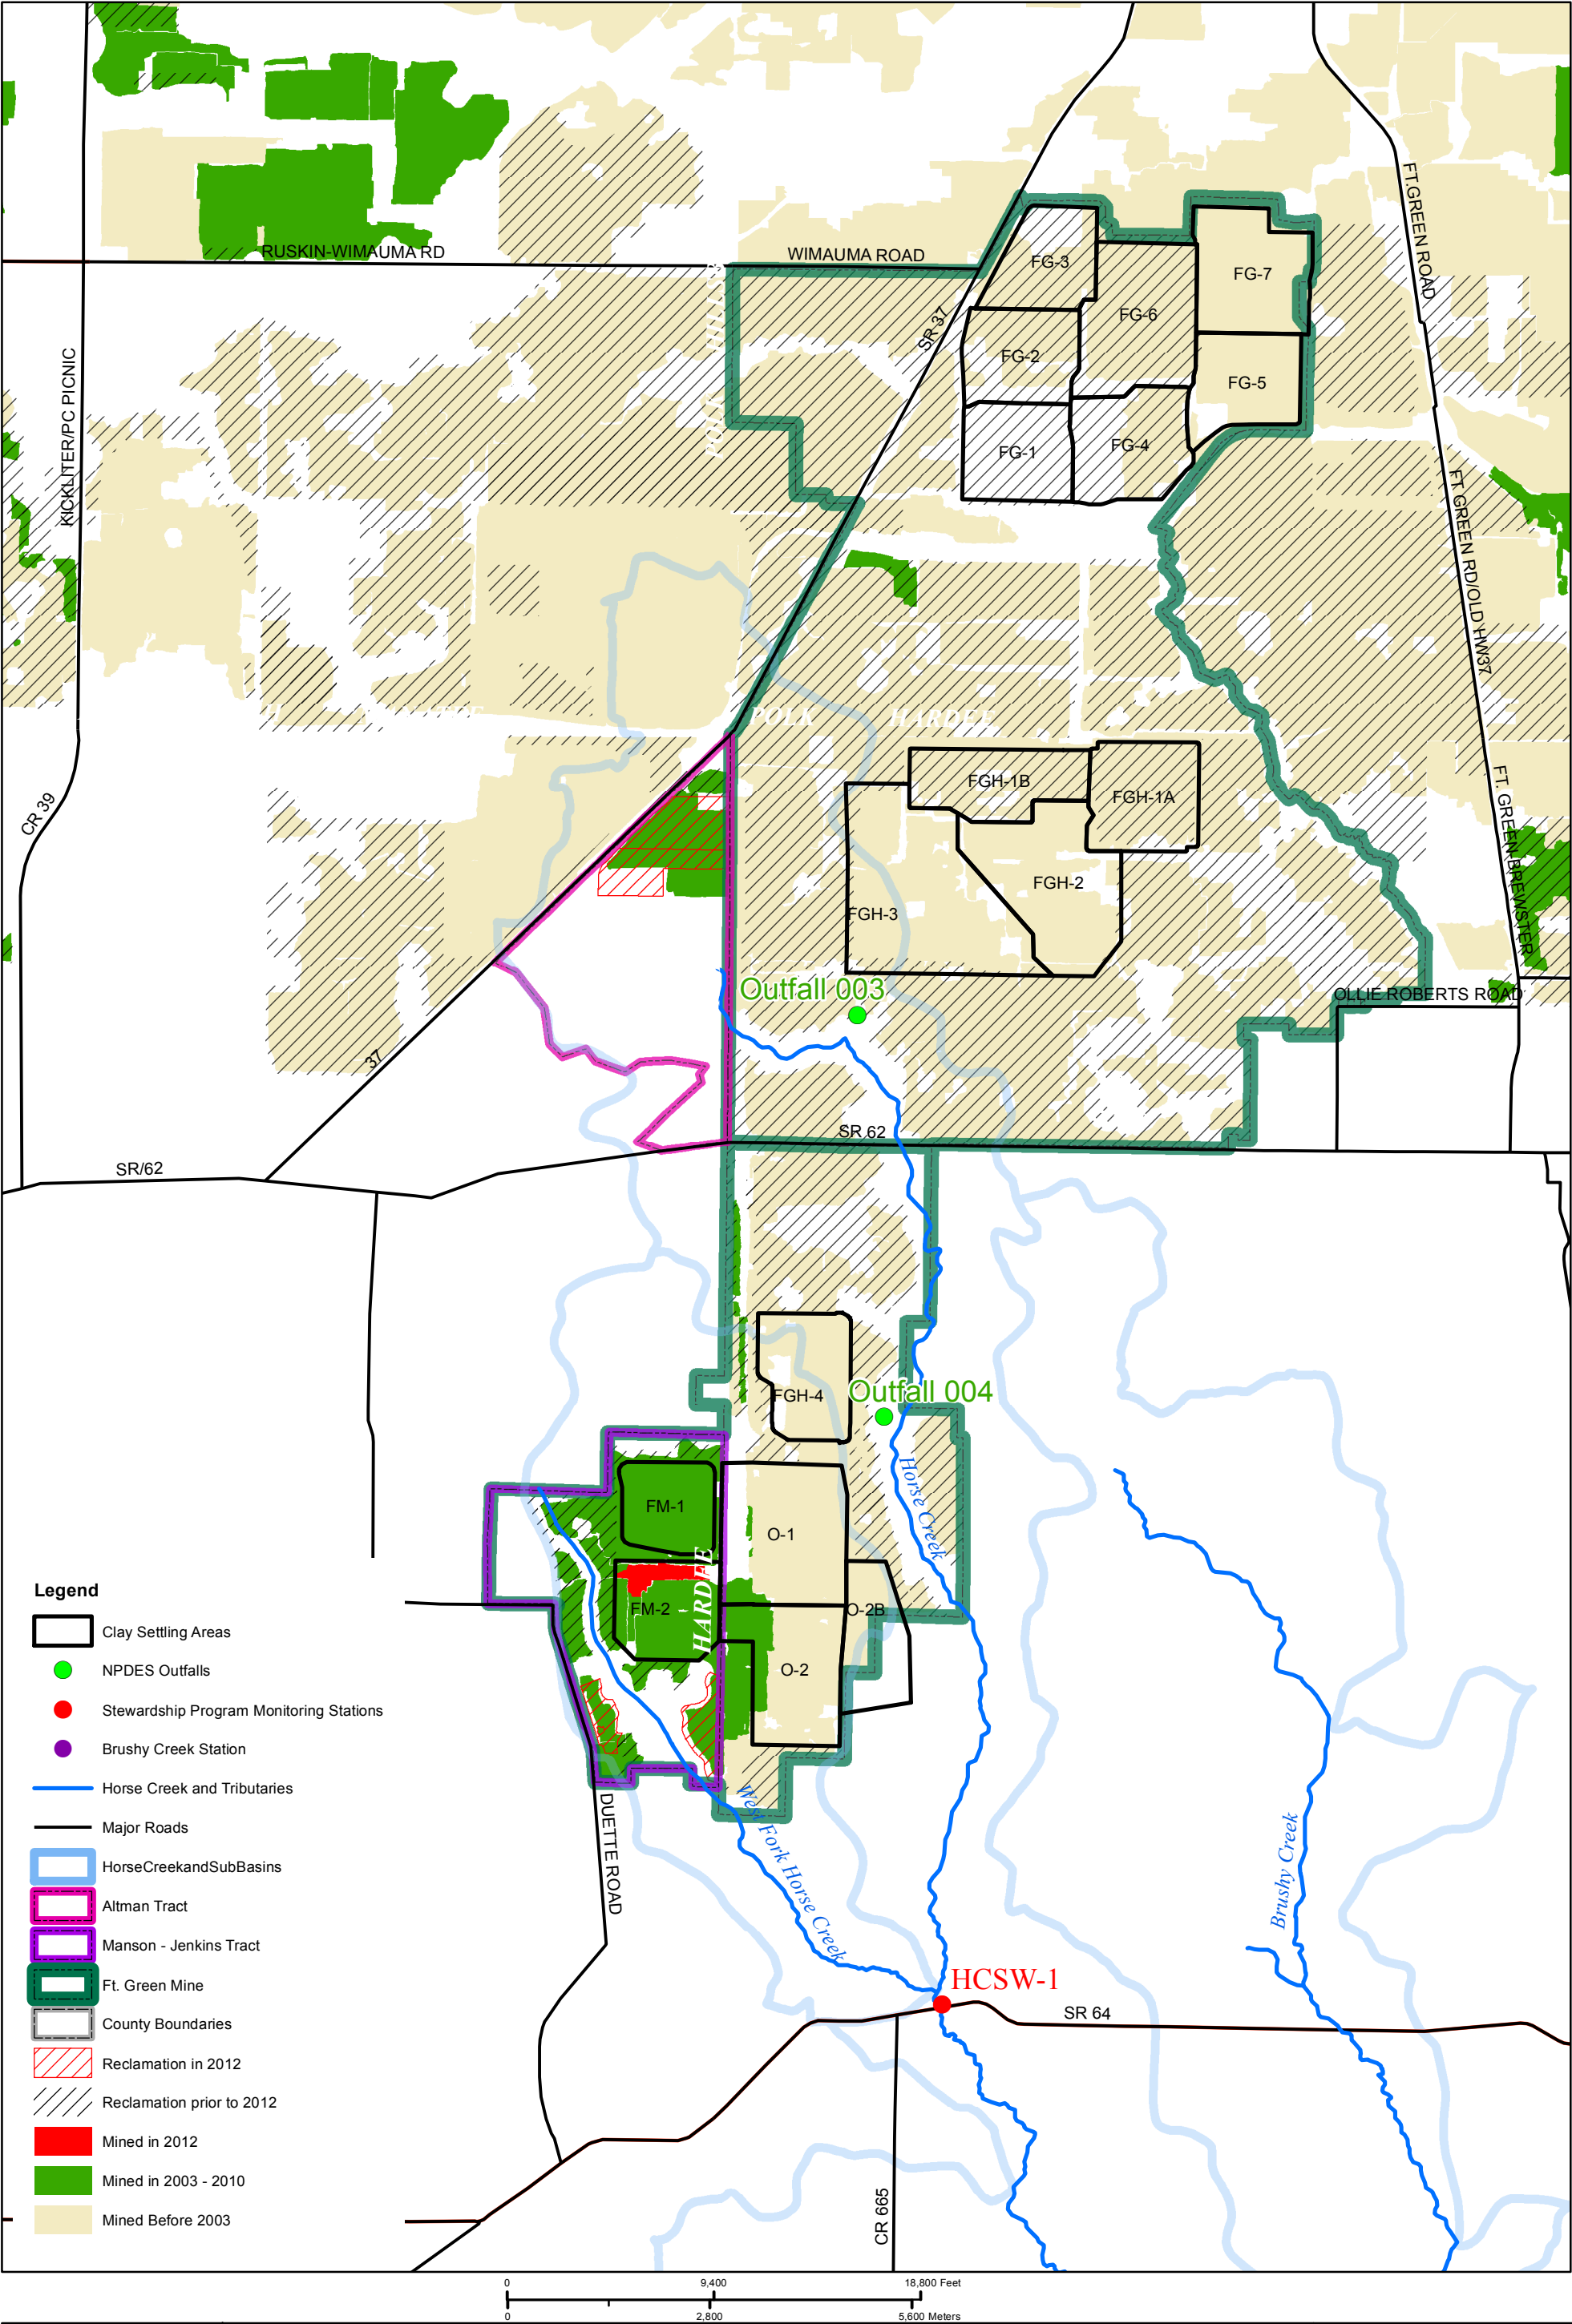 RUSKIN-WIMAUMA RD
WIMAUMA ROAD
FT.GREEN ROAD
FG-3
FG-7
FG-6
SR 37
FG-2
FG-5
KICKLITER/PC PICNIC
FG-1
FG-4
FT.GREEN RD/OLD HW37
POLK
HARDEE
FGH-1B
FGH-1A
CR 39
FT. GREEN-BREWSTER
FGH-2
FGH-3
Outfall 003
OLLIE ROBERTS ROAD
37
SR 62
SR/62
FGH-4
Outfall 004
Horse Creek
FM-1
O-1
HARDEE
FM-2
O-2B
O-2
DUETTE ROAD
West Fork Horse Creek
Brushy Creek
HCSW-1
SR 64
CR 665
Legend
Clay Settling Areas
NPDES Outfalls
Stewardship Program Monitoring Stations
Brushy Creek Station
Horse Creek and Tributaries
Major Roads
HorseCreekandSubBasins
Altman Tract
Manson - Jenkins Tract
Ft. Green Mine
County Boundaries
Reclamation in 2012
Reclamation prior to 2012
Mined in 2012
Mined in 2003 - 2010
Mined Before 2003
0 9,400 18,800 Feet
0 2,800 5,600 Meters